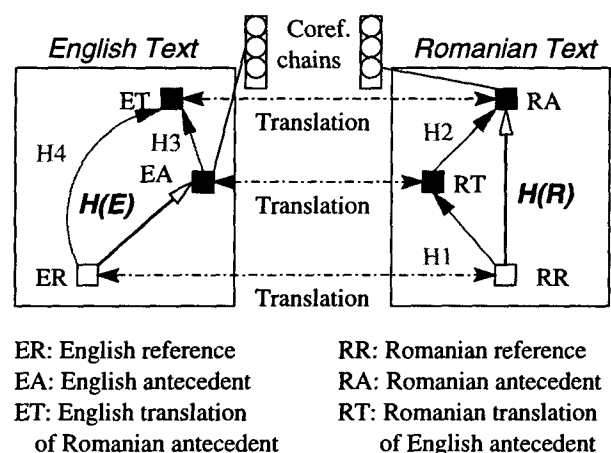 English Text
Coref.
chains
Romanian Text
ET
RA
Translation
H4
H3
H2
EA
RT
Translation
H(E)
H(R)
H1
ER
RR
Translation
ER: English reference
EA: English antecedent
ET: English translation
of Romanian antecedent
RR: Romanian reference
RA: Romanian antecedent
RT: Romanian translation
of English antecedent